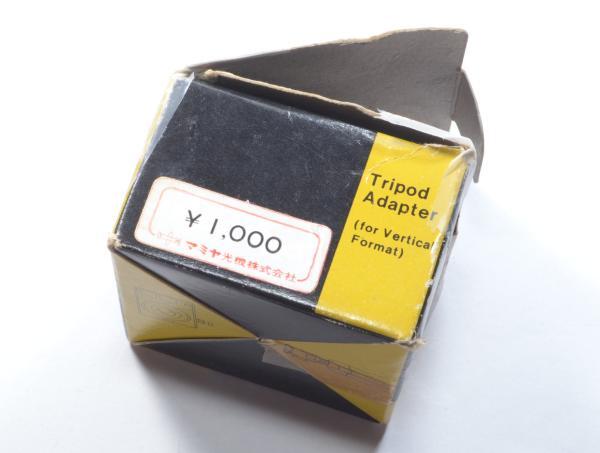 Tripod
Adapter
(for Vertical
Format)
¥1,000
マミヤ光機株式会社